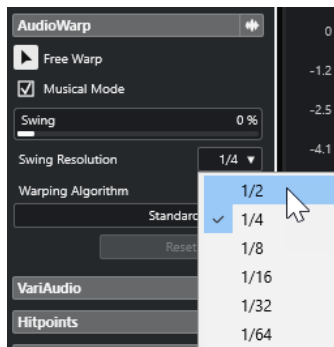 AudioWarp
0
Free Warp
-1.2
Musical Mode
-2.5
Swing 0 %
-4.1
Swing Resolution 1/4
1/2
Warping Algorithm
Standard
1/4
Reset
1/8
1/16
VariAudio
1/32
Hitpoints
1/64